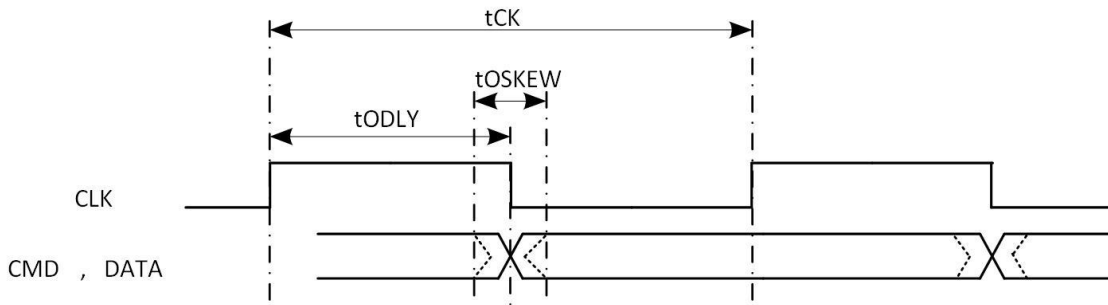 tCK
tOSKEW
tODLY
CLK
CMD , DATA